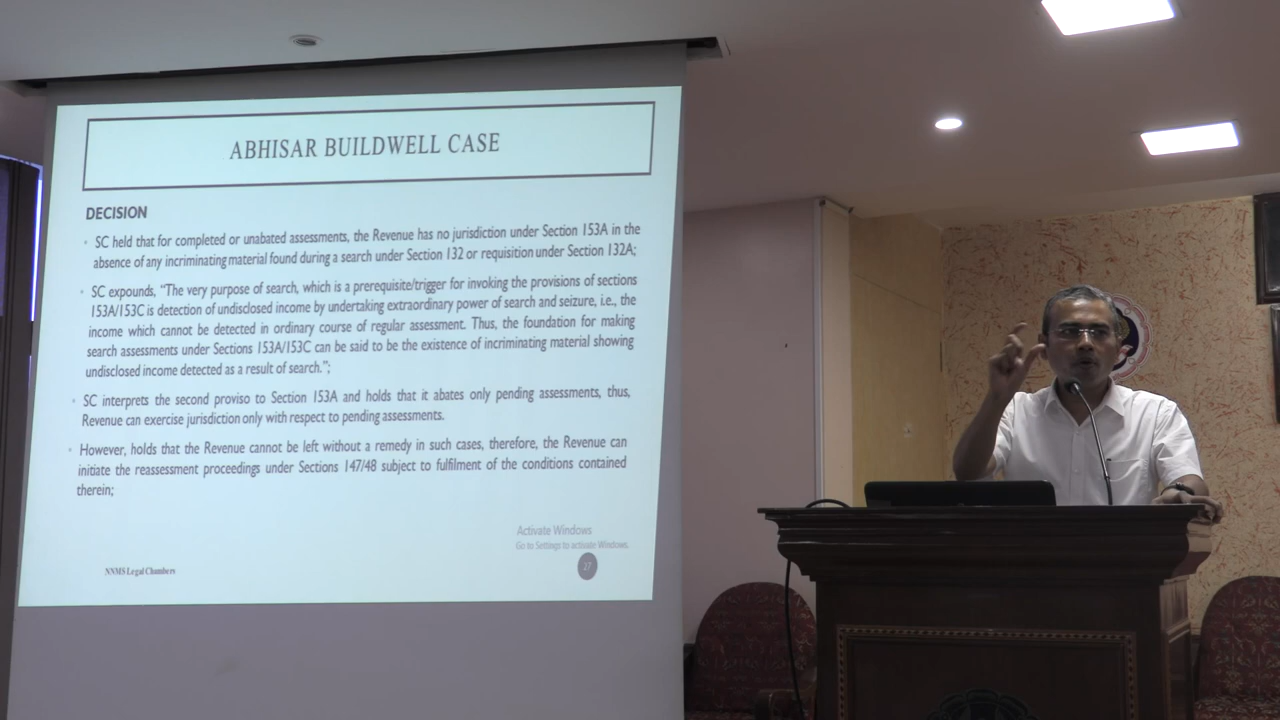 ABHISAR BUILDWELL CASE
DECISION
• SC held that for completed or unabated assessments, the Revenue has no jurisdiction under Section 153A in the
absence of any incriminating material found during a search under Section 132 or requisition under Section 132A;
• SC expounds, “The very purpose of search, which is a prerequisite/trigger for invoking the provisions of sections
153A/153C is detection of undisclosed income by undertaking extraordinary power of search and seizure, i.e., the
income which cannot be detected in ordinary course of regular assessment. Thus, the foundation for making
search assessments under Sections 153A/153C can be said to be the existence of incriminating material showing
undisclosed income detected as a result of search.”;
• SC interprets the second proviso to Section 153A and holds that it abates only pending assessments, thus,
Revenue can exercise jurisdiction only with respect to pending assessments.
• However, holds that the Revenue cannot be left without a remedy in such cases, therefore, the Revenue can
initiate the reassessment proceedings under Sections 147/48 subject to fulfilment of the conditions contained
therein;
Activate Windows
Go to Settings to activate Windows.
NNMS Legal Chambers
27